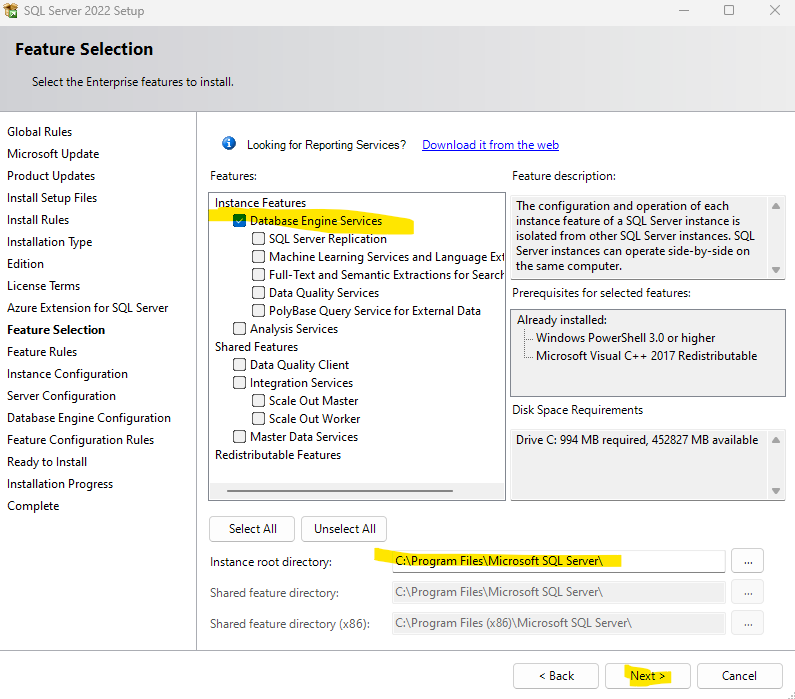 SQL Server 2022 Setup
Feature Selection
Select the Enterprise features to install.
Global Rules
Microsoft Update
Product Updates
Install Setup Files
Install Rules
Installation Type
Edition
License Terms
Azure Extension for SQL Server
Feature Selection
Feature Rules
Instance Configuration
Server Configuration
Database Engine Configuration
Feature Configuration Rules
Ready to Install
Installation Progress
Complete
Looking for Reporting Services? Download it from the web
Features:
Instance Features
Database Engine Services
SQL Server Replication
Machine Learning Services and Language Ext
Full-Text and Semantic Extractions for Search
Data Quality Services
PolyBase Query Service for External Data
Analysis Services
Shared Features
Data Quality Client
Integration Services
Scale Out Master
Scale Out Worker
Master Data Services
Redistributable Features
Feature description:
The configuration and operation of each
instance feature of a SQL Server instance is
isolated from other SQL Server instances. SQL
Server instances can operate side-by-side on
the same computer.
Prerequisites for selected features:
Already installed:
Windows PowerShell 3.0 or higher
Microsoft Visual C++ 2017 Redistributable
Disk Space Requirements
Drive C: 994 MB required, 452827 MB available
Select All Unselect All
Instance root directory: C:\Program Files\Microsoft SQL Server\ ...
Shared feature directory: C:\Program Files\Microsoft SQL Server\ ...
Shared feature directory (x86): C:\Program Files (x86)\Microsoft SQL Server\ ...
< Back Next > Cancel